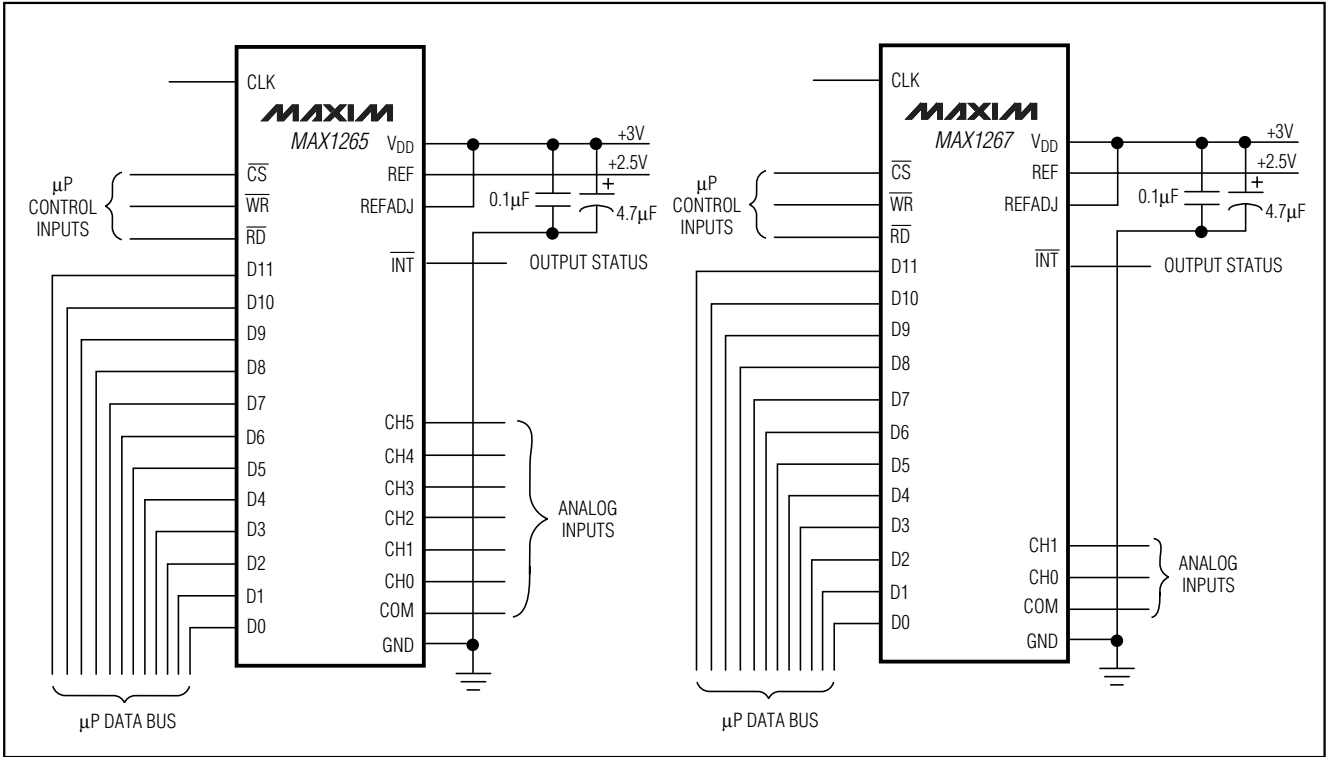 CLK
MAXIM
MAX1265
VDD
+3V
REF
+2.5V
REFADJ
0.1µF
+
4.7µF
CS
WR
RD
µP
CONTROL
INPUTS
INT
OUTPUT STATUS
D11
D10
D9
D8
D7
D6
D5
D4
D3
D2
D1
D0
CH5
CH4
CH3
CH2
CH1
CH0
COM
ANALOG
INPUTS
GND
µP DATA BUS
CLK
MAXIM
MAX1267
VDD
+3V
REF
+2.5V
REFADJ
0.1µF
+
4.7µF
CS
WR
RD
µP
CONTROL
INPUTS
INT
OUTPUT STATUS
D11
D10
D9
D8
D7
D6
D5
D4
D3
D2
D1
D0
CH1
CH0
COM
ANALOG
INPUTS
GND
µP DATA BUS